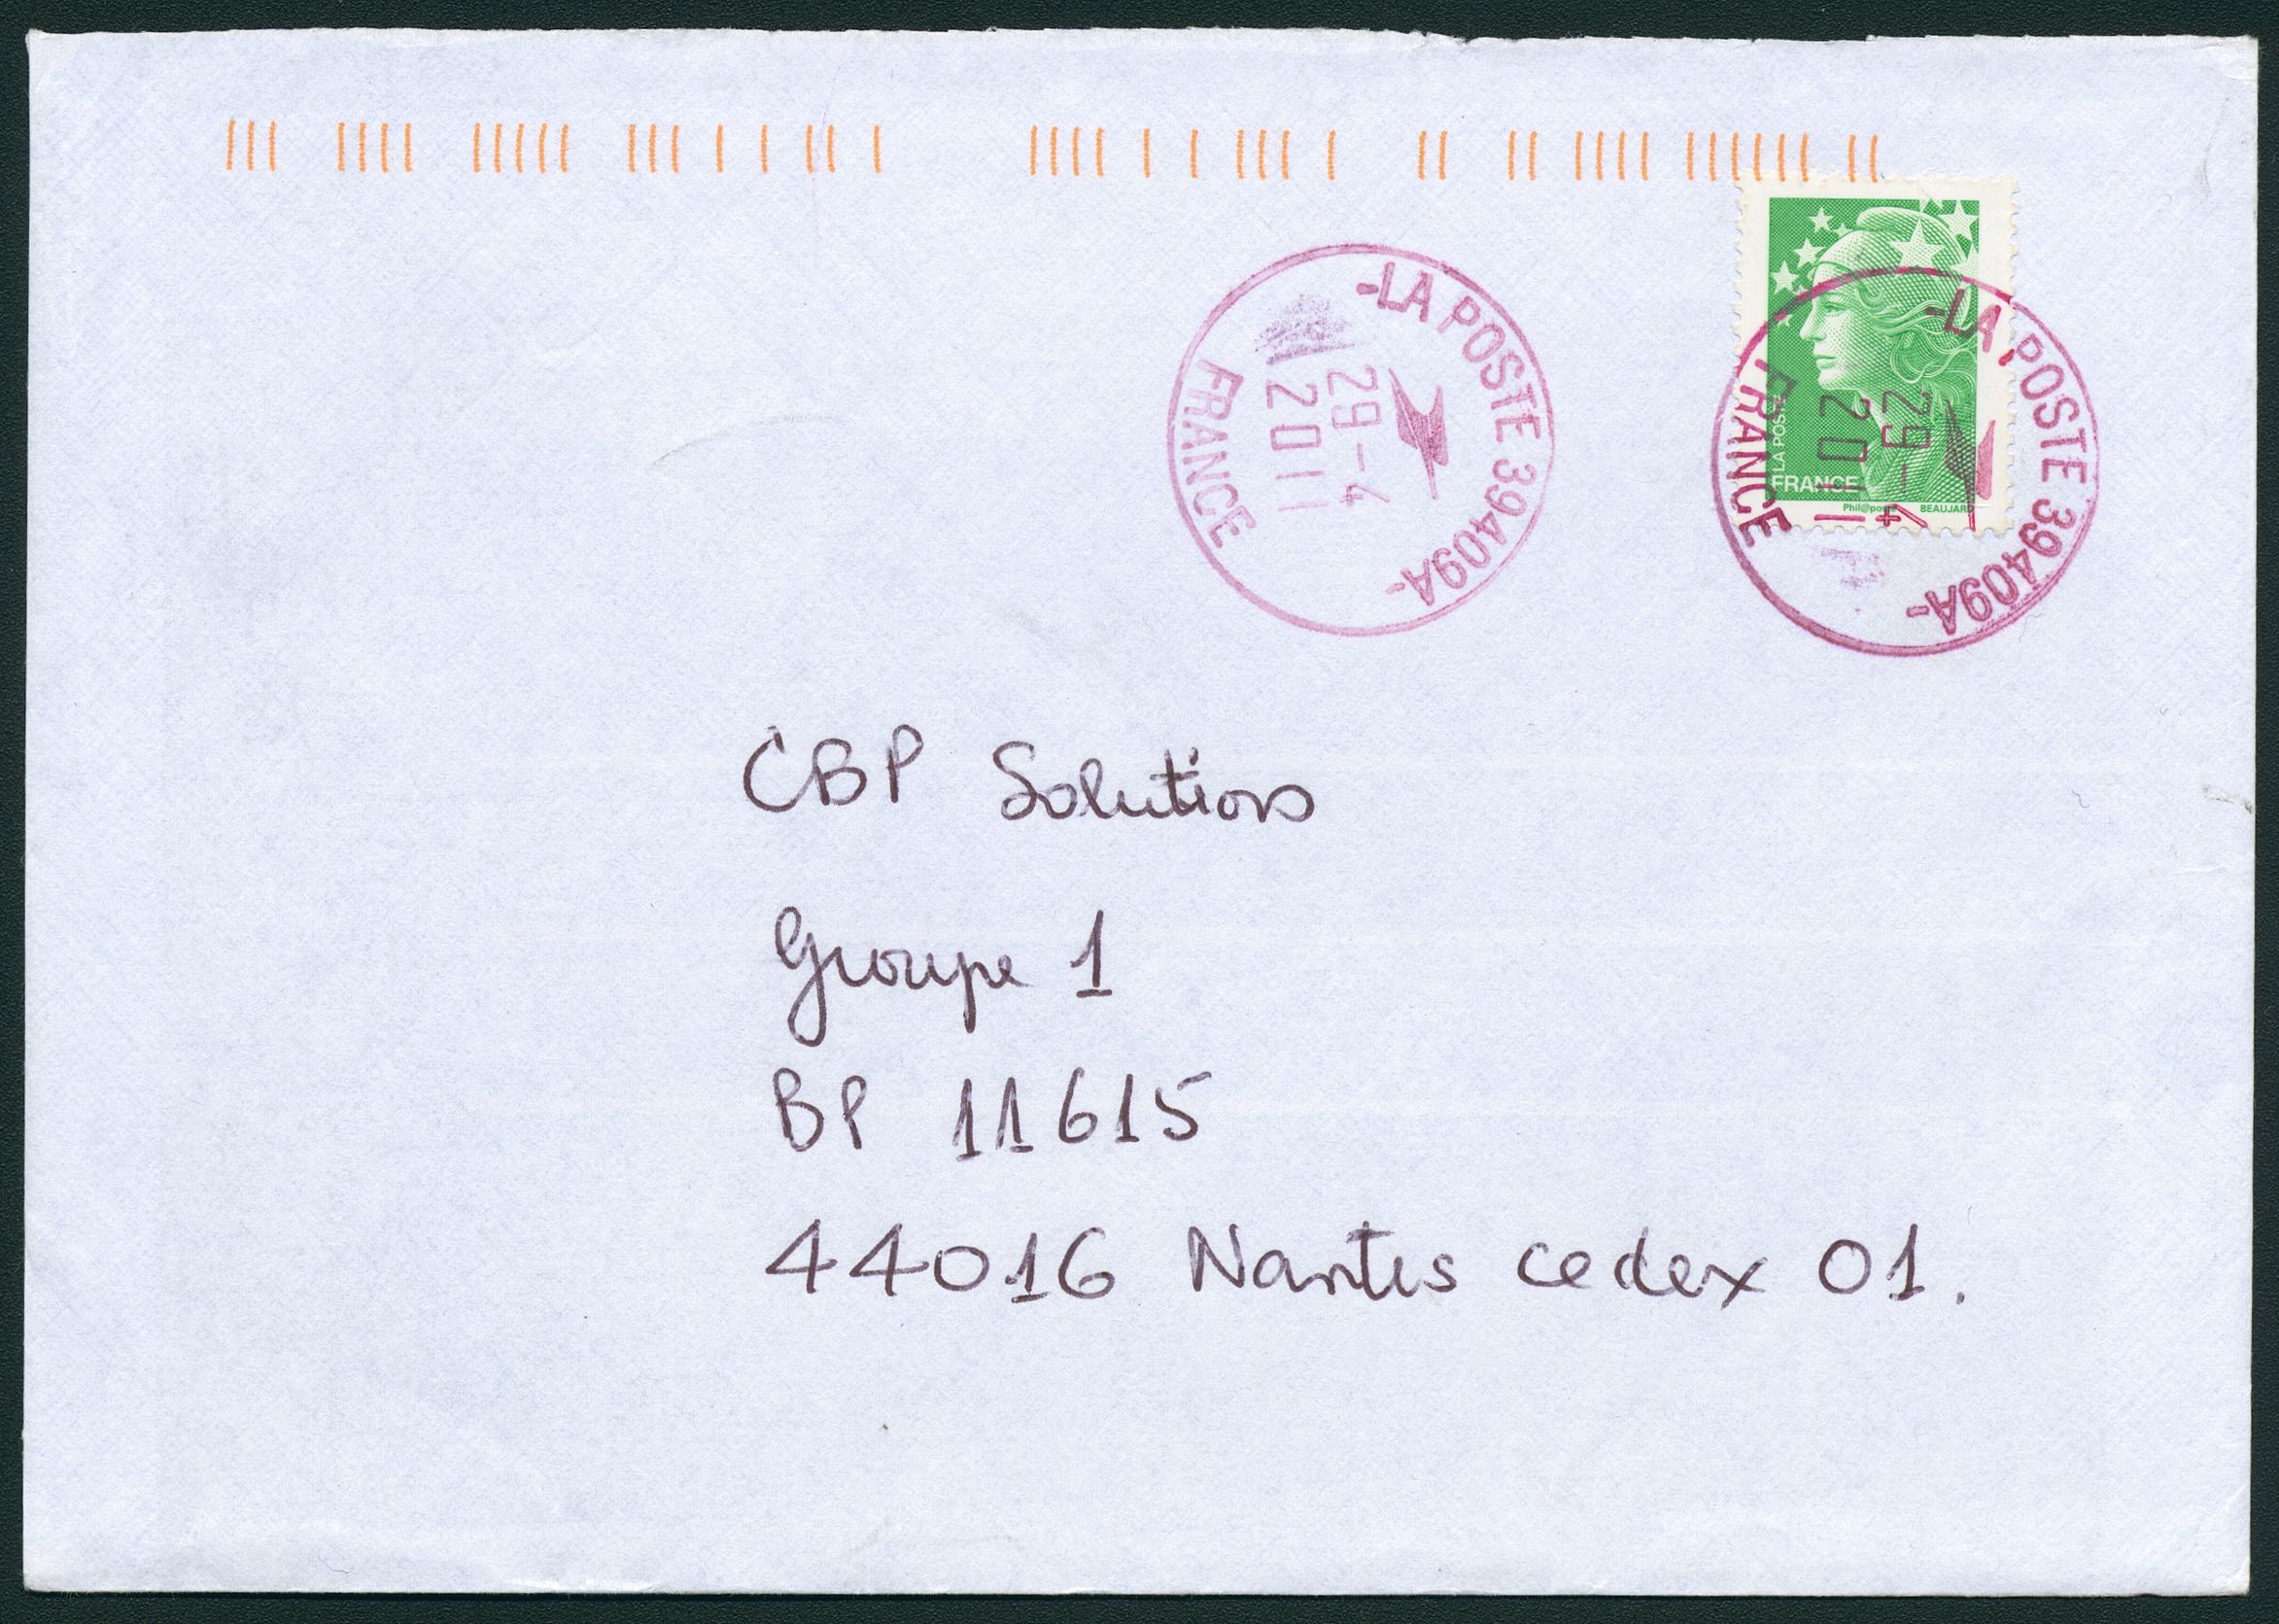 -LA POSTE 39409A-
29-4
2011
FRANCE
-LA POSTE 39409A-
29-4
2011
FRANCE
LA POSTE
FRANCE
Phil@poste BEAUJARD
CBP Solutions
Groupe 1
BP 11615
44016 Nantes cedex 01.